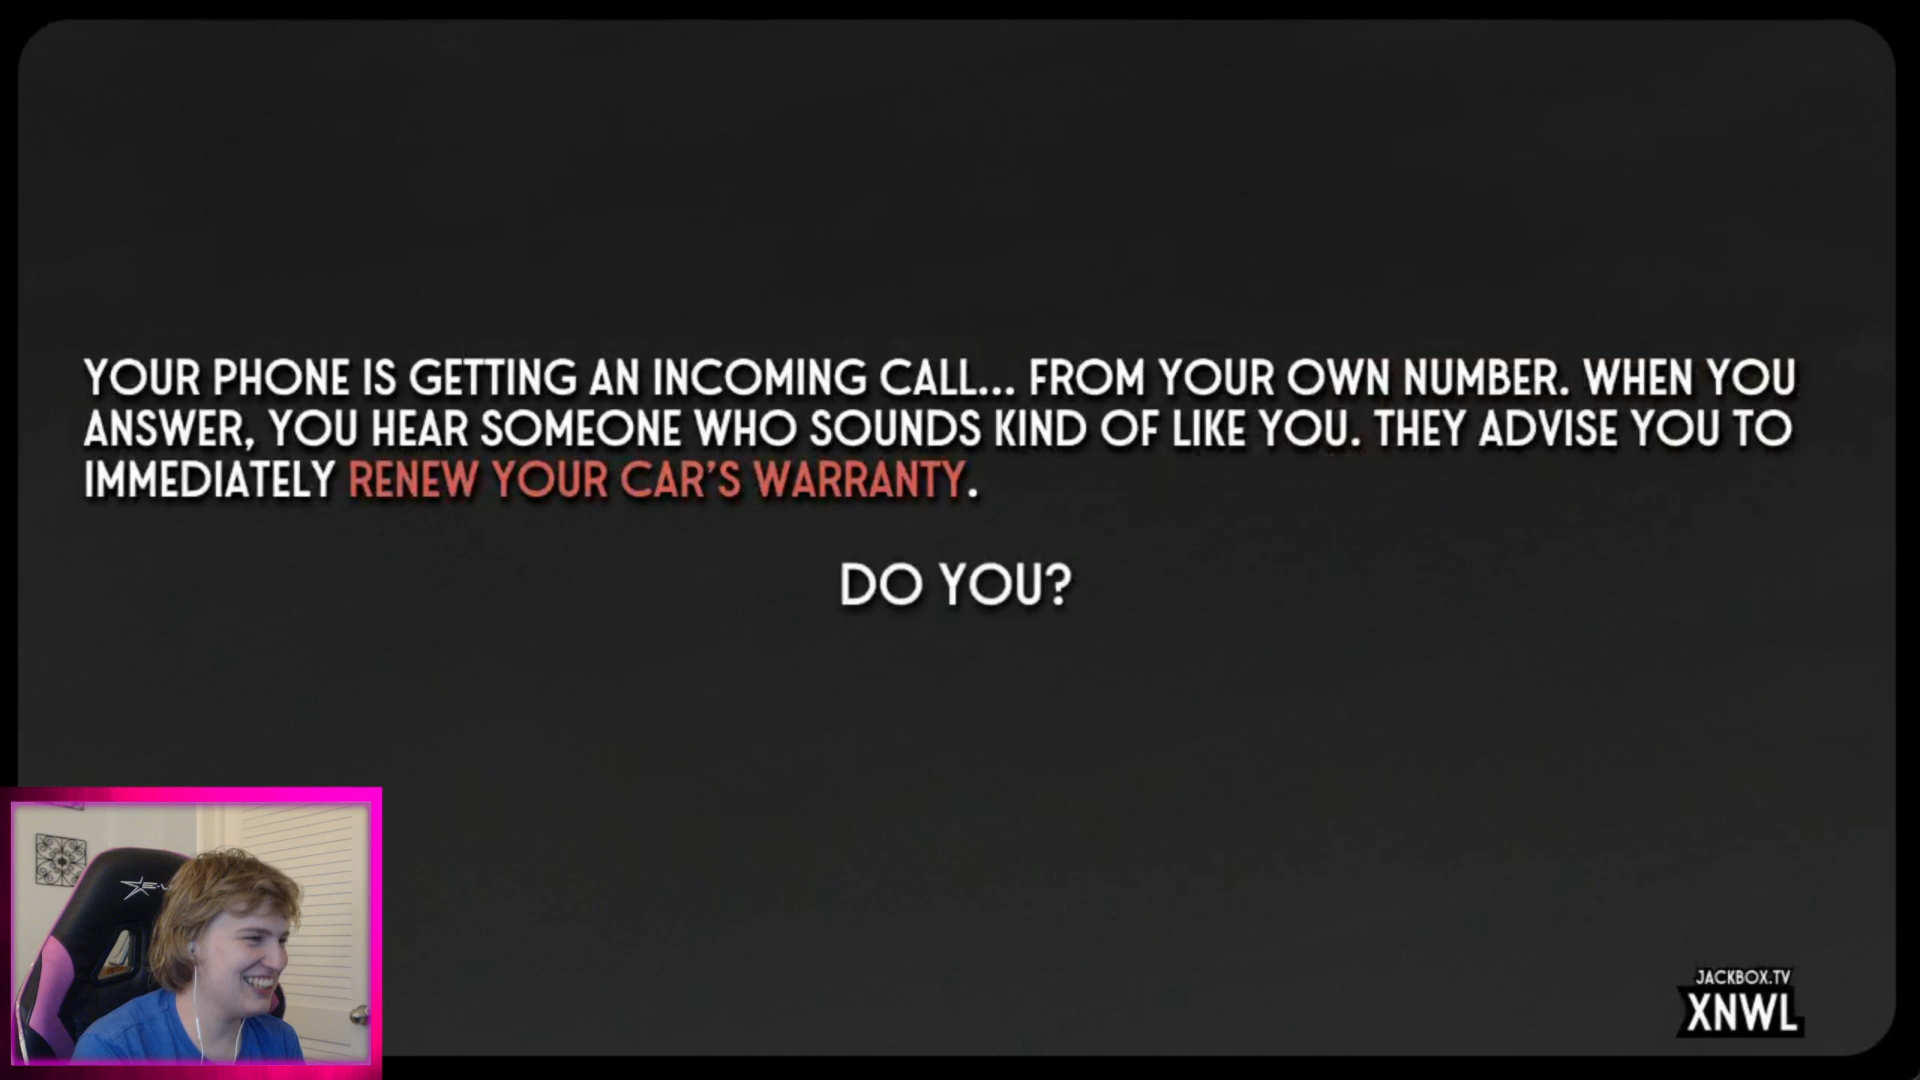 YOUR PHONE IS GETTING AN INCOMING CALL... FROM YOUR OWN NUMBER. WHEN YOU
ANSWER, YOU HEAR SOMEONE WHO SOUNDS KIND OF LIKE YOU. THEY ADVISE YOU TO
IMMEDIATELY RENEW YOUR CAR'S WARRANTY.
DO YOU?
JACKBOX.TV
XNWL